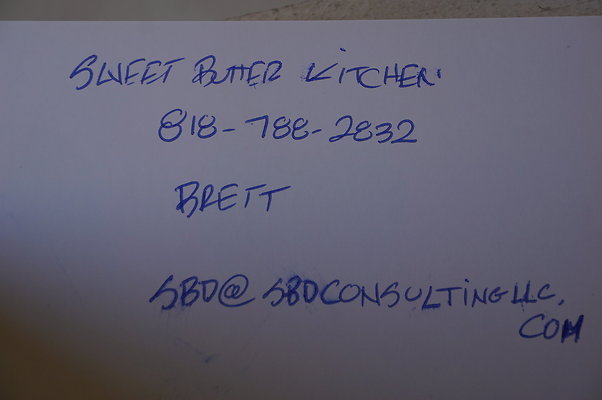 SWEET BUTTER KITCHEN.
818-788-2832
BRETT
SBD@SBDCONSULTINGLLC.
COM